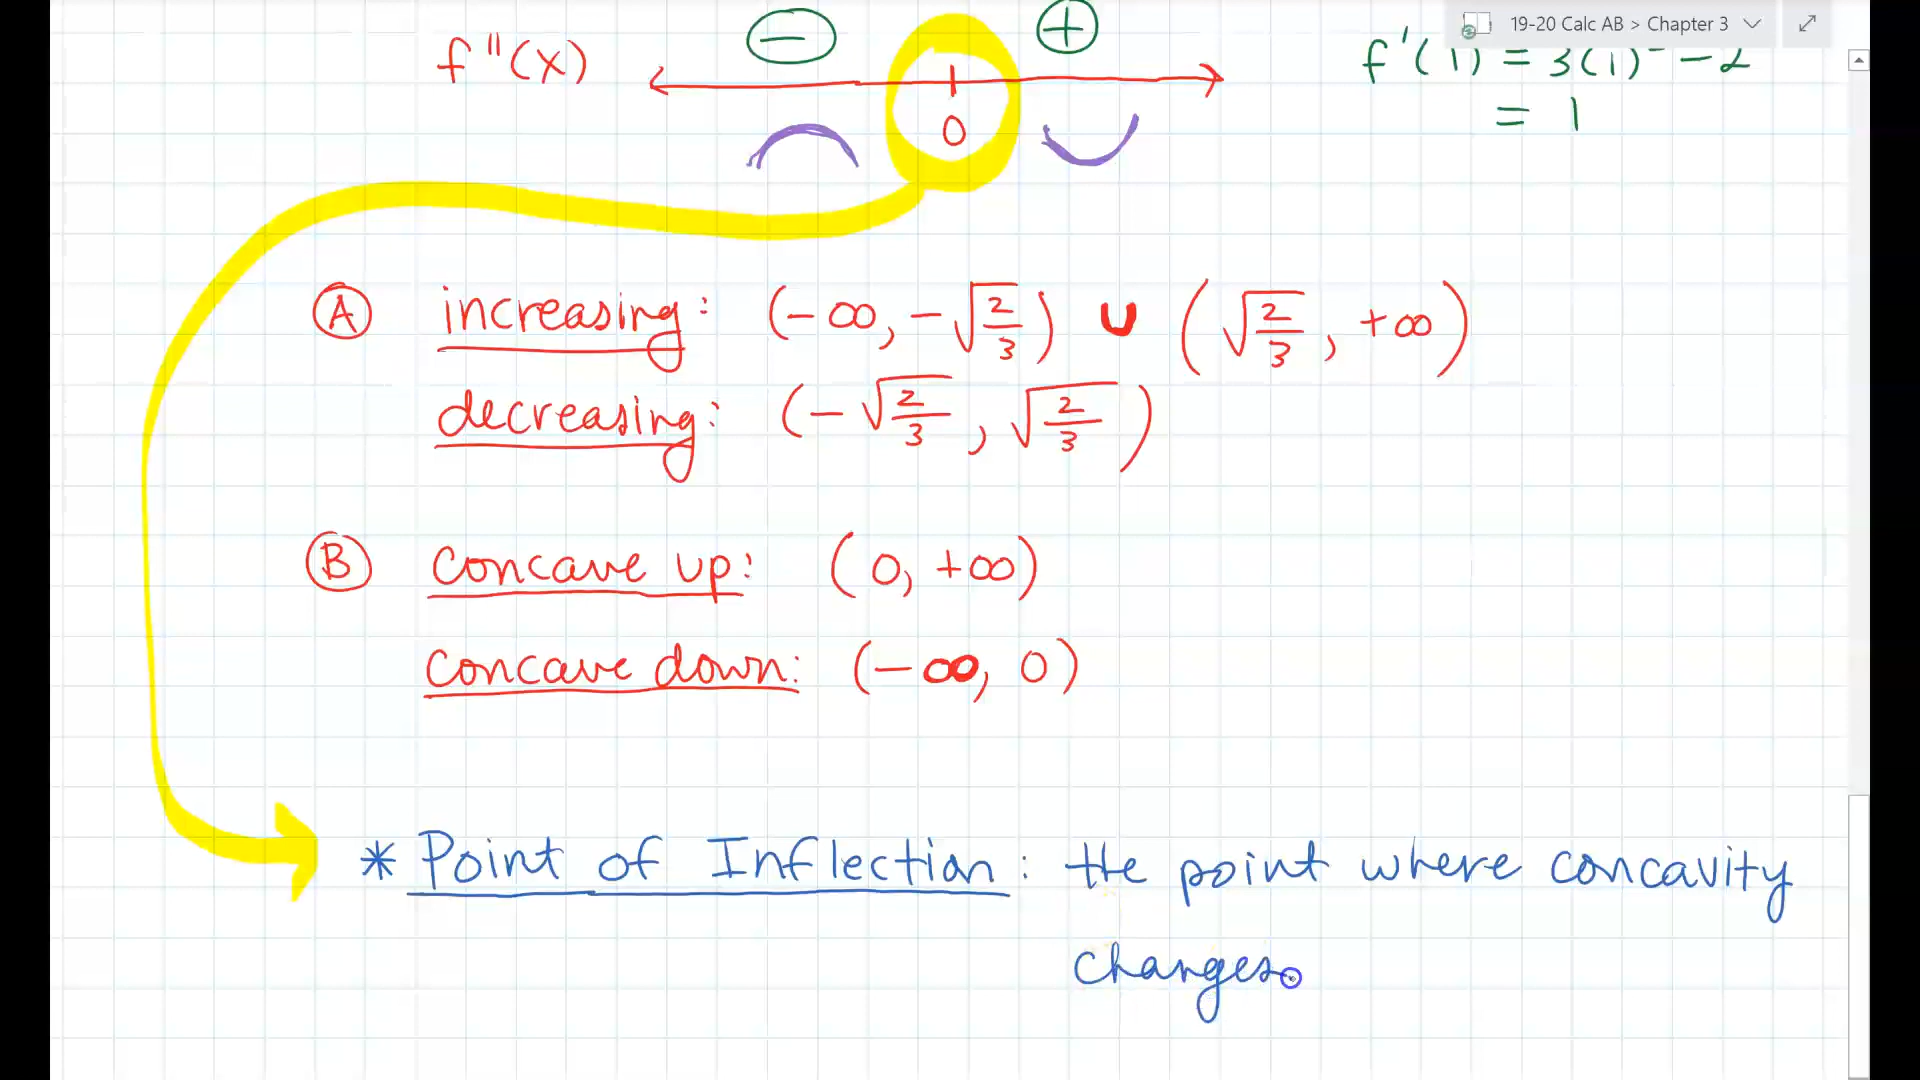 19-20 Calc AB > Chapter 3
f''(x) − +
0
f'(1) = 3(1)² − 2
= 1
Ⓐ increasing: (−∞, −√(2/3)) ∪ (√(2/3), +∞)
decreasing: (−√(2/3), √(2/3))
Ⓑ concave up: (0, +∞)
concave down: (−∞, 0)
* Point of Inflection: the point where concavity
changes.